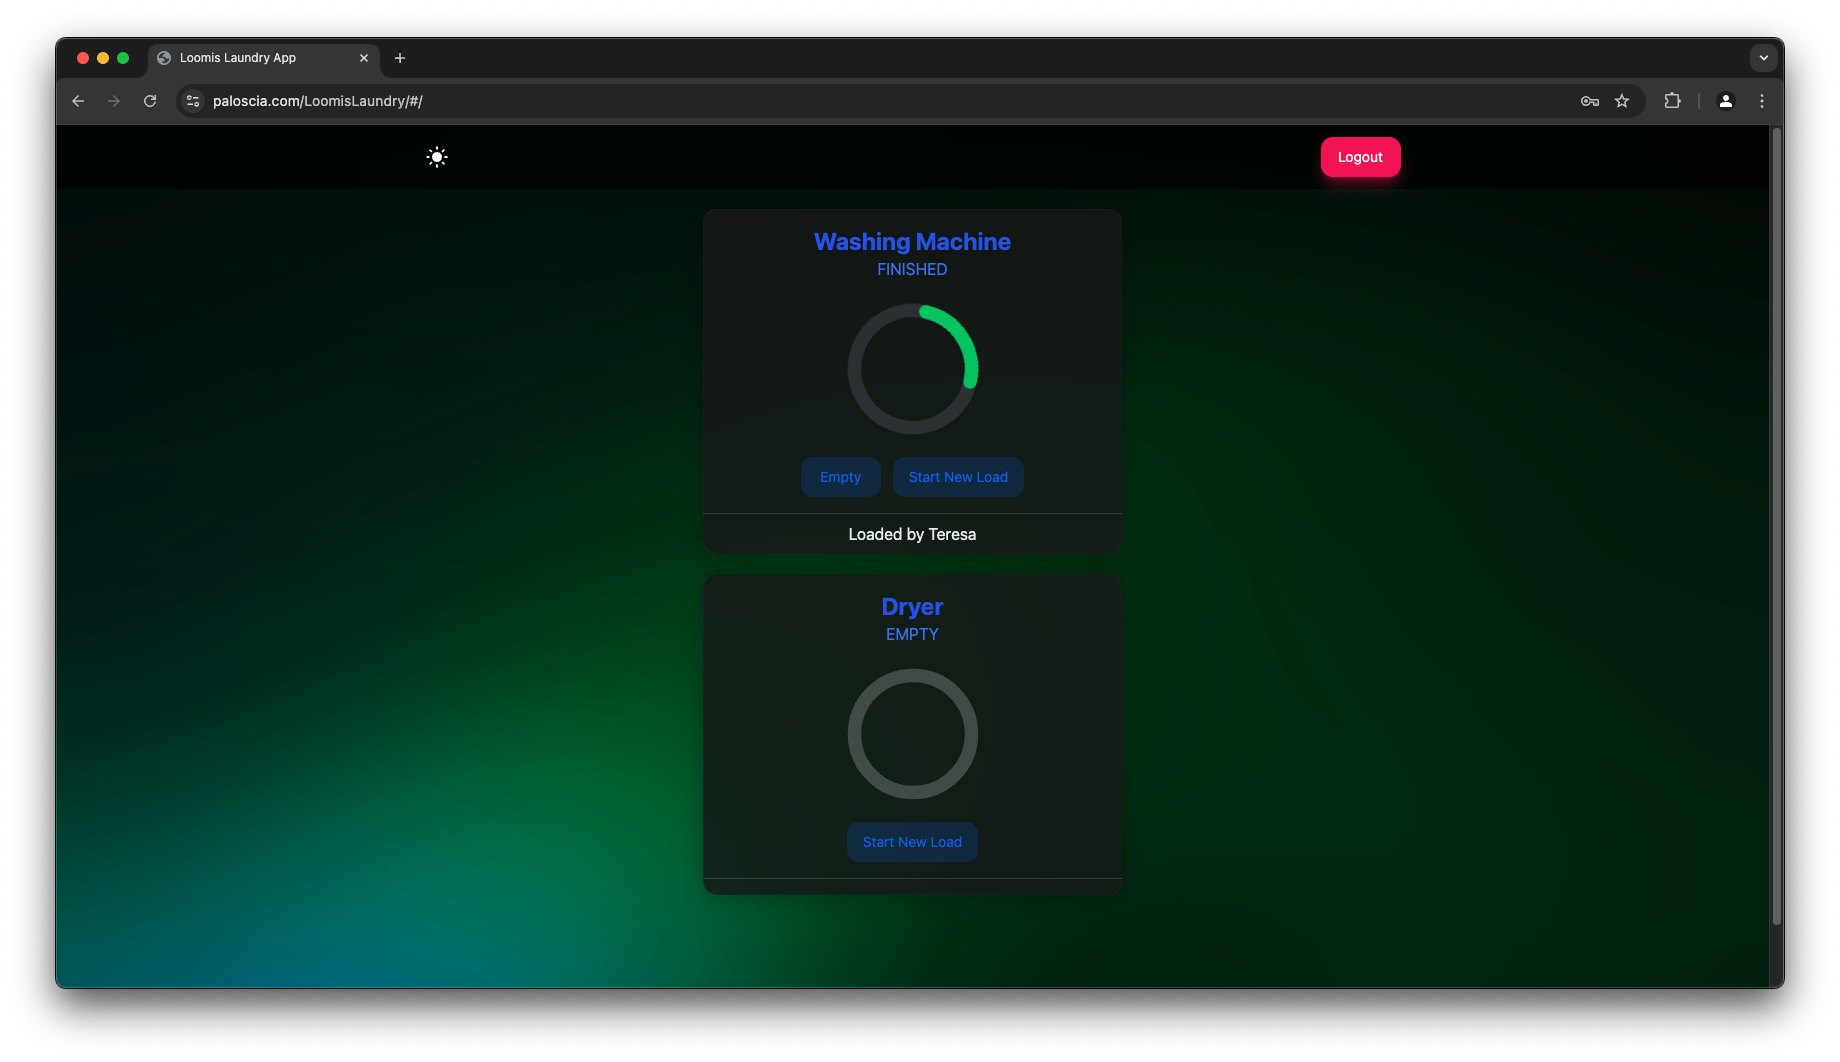 Loomis Laundry App
paloscia.com/LoomisLaundry/#/
Logout
Washing Machine
FINISHED
Empty Start New Load
Loaded by Teresa
Dryer
EMPTY
Start New Load